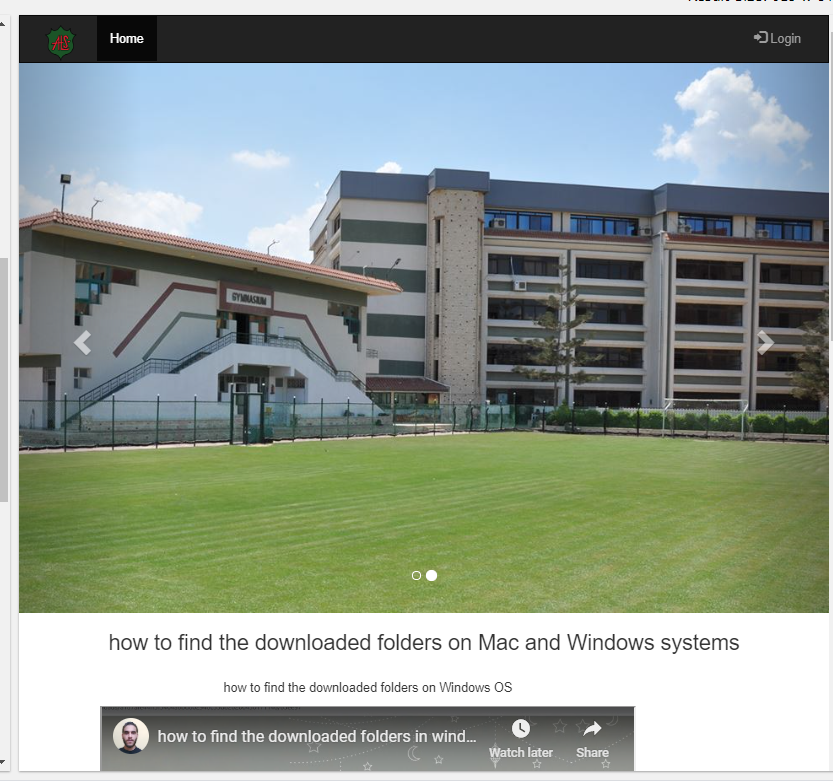 AS
Home
Login
GYMNASIUM
how to find the downloaded folders on Mac and Windows systems
how to find the downloaded folders on Windows OS
how to find the downloaded folders in wind...
Watch later
Share